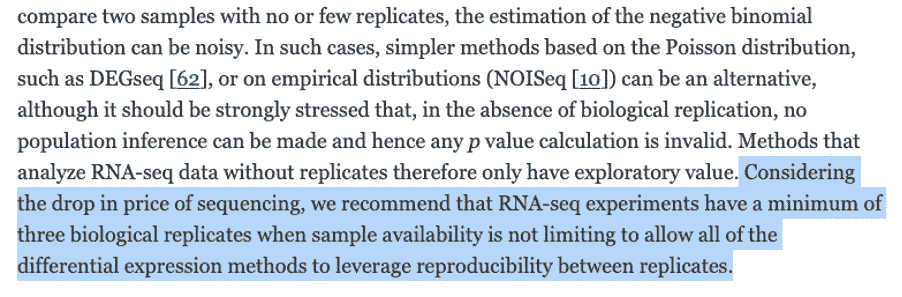 compare two samples with no or few replicates, the estimation of the negative binomial
distribution can be noisy. In such cases, simpler methods based on the Poisson distribution,
such as DEGseq [62], or on empirical distributions (NOISeq [10]) can be an alternative,
although it should be strongly stressed that, in the absence of biological replication, no
population inference can be made and hence any p value calculation is invalid. Methods that
analyze RNA-seq data without replicates therefore only have exploratory value. Considering
the drop in price of sequencing, we recommend that RNA-seq experiments have a minimum of
three biological replicates when sample availability is not limiting to allow all of the
differential expression methods to leverage reproducibility between replicates.